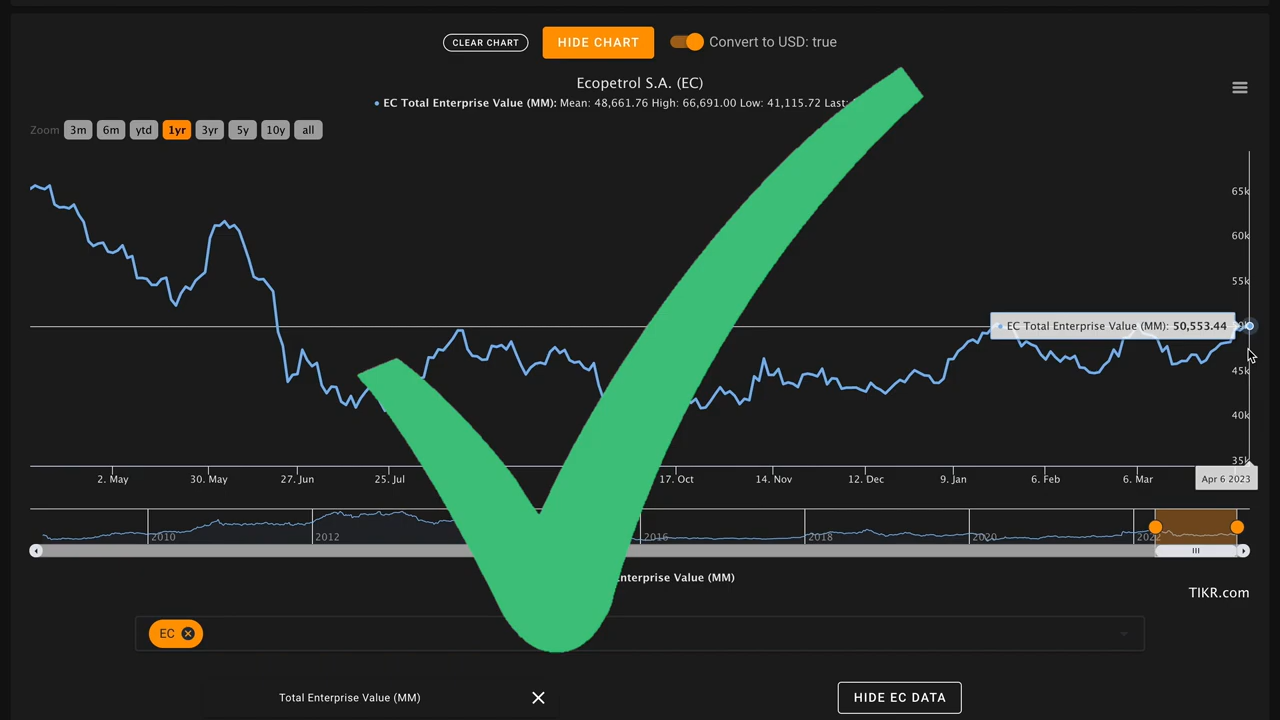 CLEAR CHART
HIDE CHART
Convert to USD: true
Ecopetrol S.A. (EC)
EC Total Enterprise Value (MM): Mean: 48,661.76 High: 66,691.00 Low: 41,115.72 Last:
Zoom 3m 6m ytd 1yr 3yr 5y 10y all
65k
60k
55k
EC Total Enterprise Value (MM): 50,553.44
45k
40k
35k
2. May 30. May 27. Jun 25. Jul 17. Oct 14. Nov 12. Dec 9. Jan 6. Feb 6. Mar Apr 6 2023
2010 2012 2016 2018 2020 2022
Enterprise Value (MM)
TIKR.com
EC
Total Enterprise Value (MM)
HIDE EC DATA